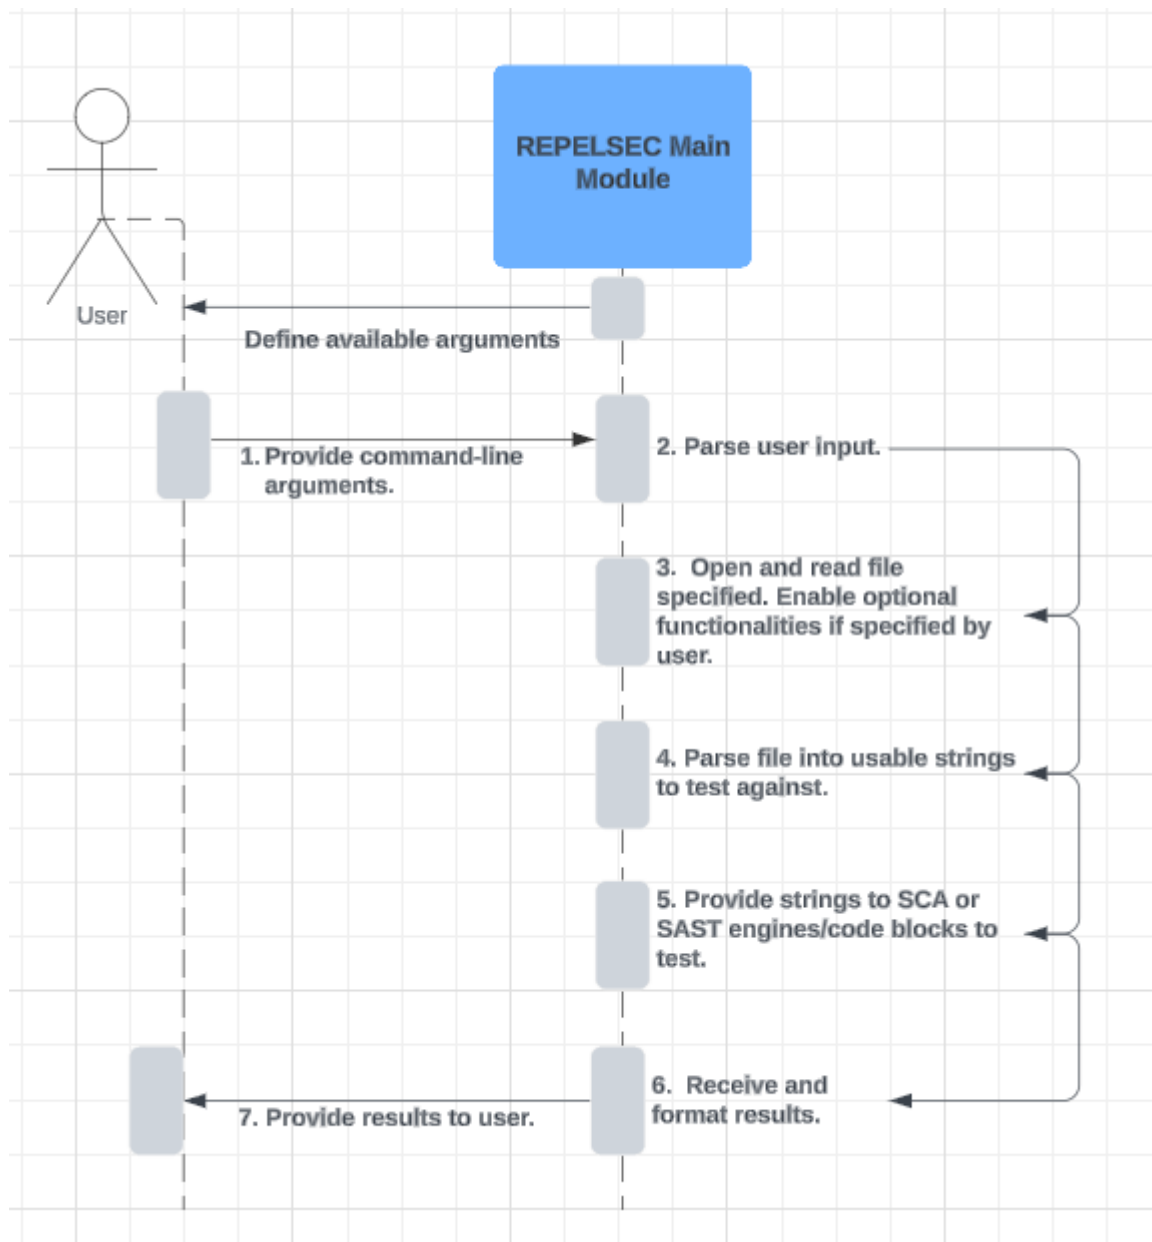 REPELSEC Main
Module
User
Define available arguments
1. Provide command-line
arguments.
2. Parse user input.
3.  Open and read file
specified. Enable optional
functionalities if specified by
user.
4. Parse file into usable strings
to test against.
5. Provide strings to SCA or
SAST engines/code blocks to
test.
6.  Receive and
format results.
7. Provide results to user.